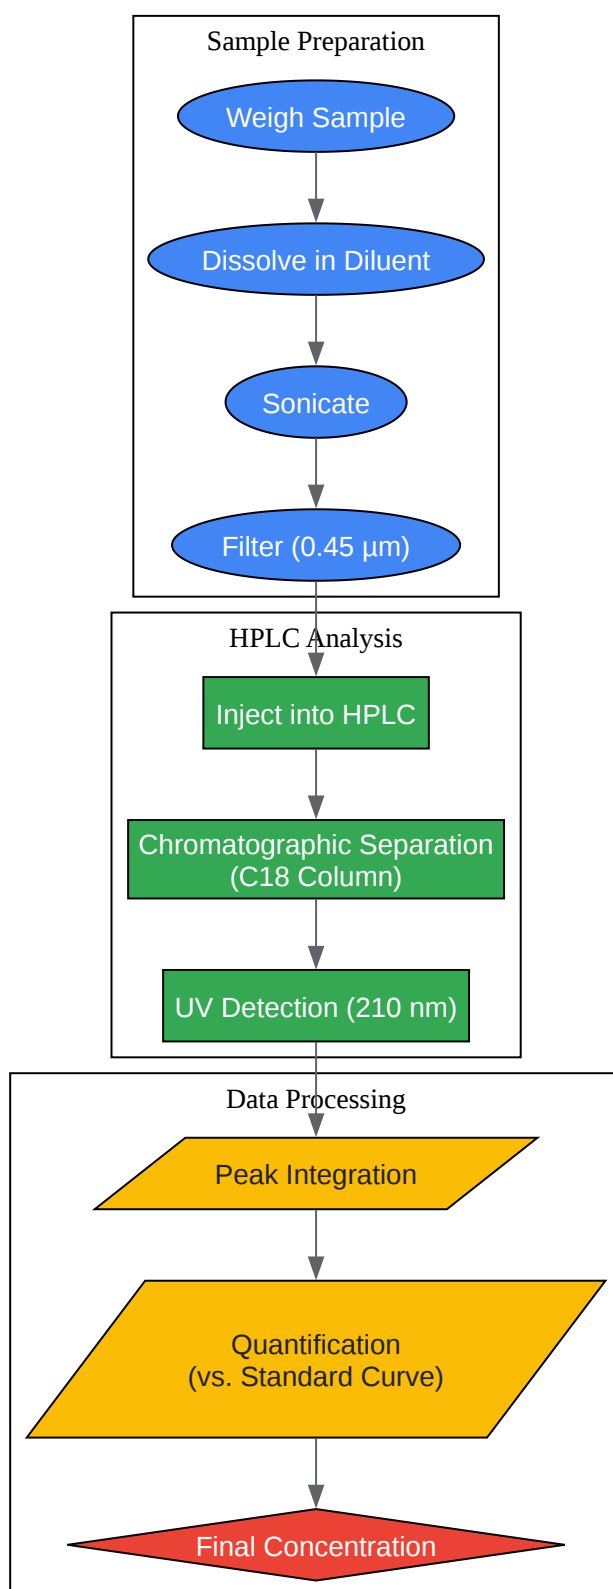 Sample Preparation
Weigh Sample
Dissolve in Diluent
Sonicate
Filter (0.45 µm)
HPLC Analysis
Inject into HPLC
Chromatographic Separation
(C18 Column)
UV Detection (210 nm)
Data Processing
Peak Integration
Quantification
(vs. Standard Curve)
Final Concentration